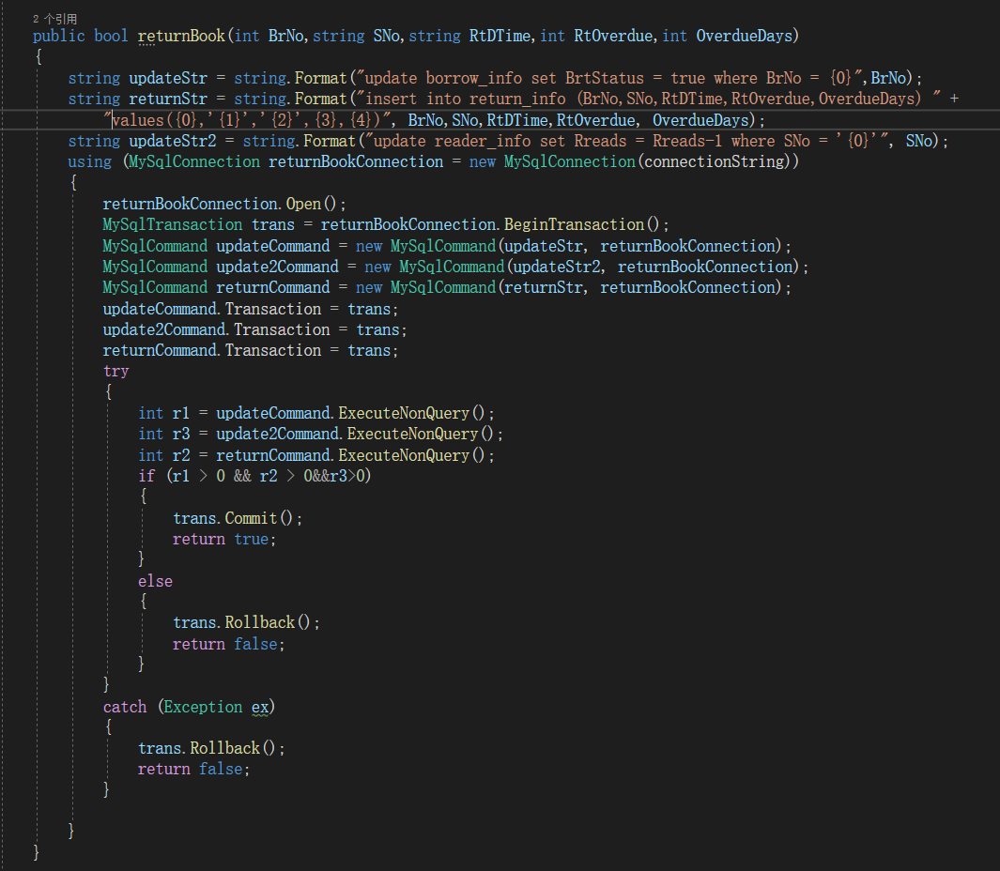 2 个引用
public bool returnBook(int BrNo,string SNo,string RtDTime,int RtOverdue,int OverdueDays)
{
string updateStr = string.Format("update borrow_info set BrtStatus = true where BrNo = {0}",BrNo);
string returnStr = string.Format("insert into return_info (BrNo,SNo,RtDTime,RtOverdue,OverdueDays) " +
"values({0},'{1}','{2}',{3},{4})", BrNo,SNo,RtDTime,RtOverdue, OverdueDays);
string updateStr2 = string.Format("update reader_info set Rreads = Rreads-1 where SNo = '{0}'", SNo);
using (MySqlConnection returnBookConnection = new MySqlConnection(connectionString))
{
returnBookConnection.Open();
MySqlTransaction trans = returnBookConnection.BeginTransaction();
MySqlCommand updateCommand = new MySqlCommand(updateStr, returnBookConnection);
MySqlCommand update2Command = new MySqlCommand(updateStr2, returnBookConnection);
MySqlCommand returnCommand = new MySqlCommand(returnStr, returnBookConnection);
updateCommand.Transaction = trans;
update2Command.Transaction = trans;
returnCommand.Transaction = trans;
try
{
int r1 = updateCommand.ExecuteNonQuery();
int r3 = update2Command.ExecuteNonQuery();
int r2 = returnCommand.ExecuteNonQuery();
if (r1 > 0 && r2 > 0&&r3>0)
{
trans.Commit();
return true;
}
else
{
trans.Rollback();
return false;
}
}
catch (Exception ex)
{
trans.Rollback();
return false;
}
}
}